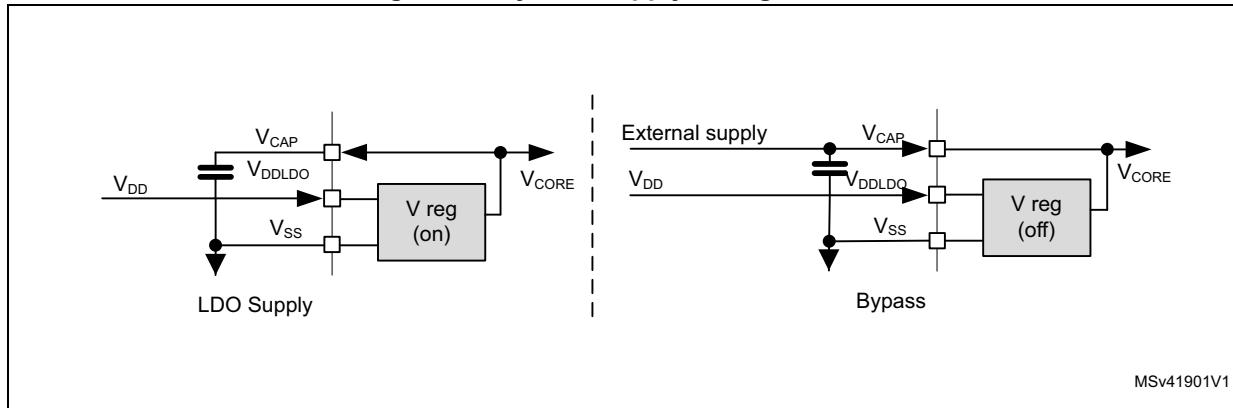 VCAP
VDDLDO
VDD
VCORE
V reg
(on)
VSS
LDO Supply
External supply
VCAP
VDD
VDDLDO
VCORE
V reg
(off)
VSS
Bypass
MSv41901V1